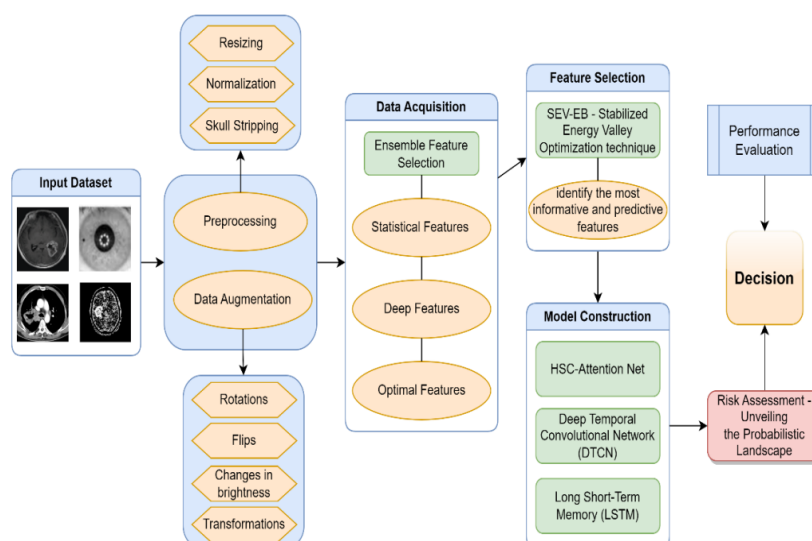 Resizing
Normalization
Skull Stripping
Input Dataset
Preprocessing
Data Augmentation
Rotations
Flips
Changes in
brightness
Transformations
Data Acquisition
Ensemble Feature
Selection
Statistical Features
Deep Features
Optimal Features
Feature Selection
SEV-EB - Stabilized
Energy Valley
Optimization technique
identify the most
informative and predictive
features
Model Construction
HSC-Attention Net
Deep Temporal
Convolutional Network
(DTCN)
Long Short-Term
Memory (LSTM)
Performance
Evaluation
Decision
Risk Assessment -
Unveiling
the Probabilistic
Landscape